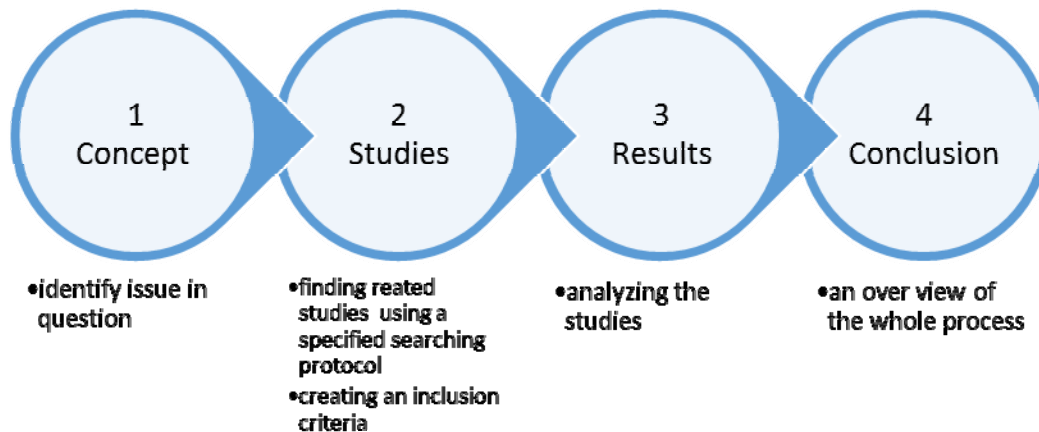 1
Concept
2
Studies
3
Results
4
Conclusion
•identify issue in
question
•finding reated
studies using a
specified searching
protocol
•creating an inclusion
criteria
•analyzing the
studies
•an over view of
the whole process